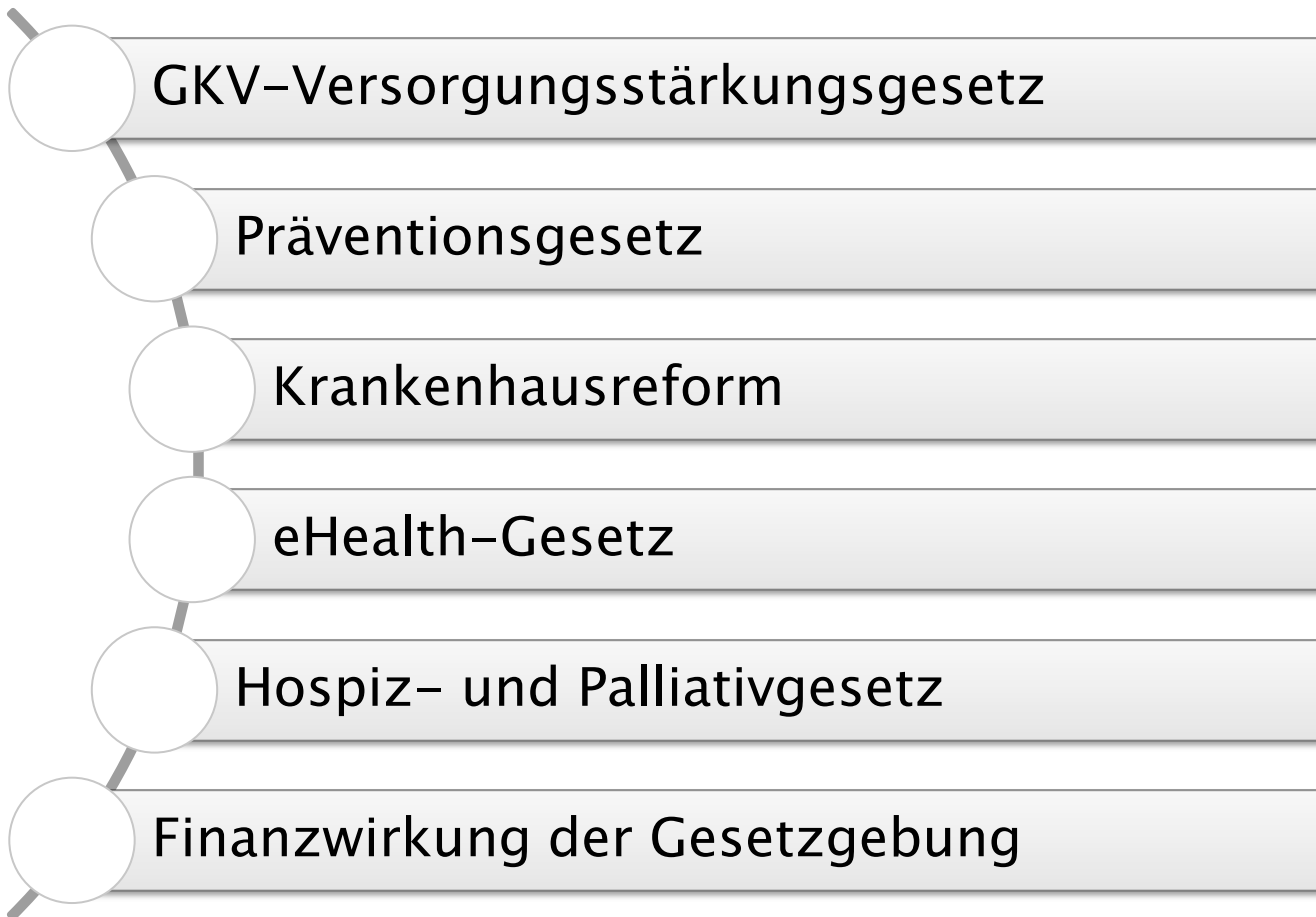 GKV-Versorgungsstärkungsgesetz
Präventionsgesetz
Krankenhausreform
eHealth-Gesetz
Hospiz- und Palliativgesetz
Finanzwirkung der Gesetzgebung